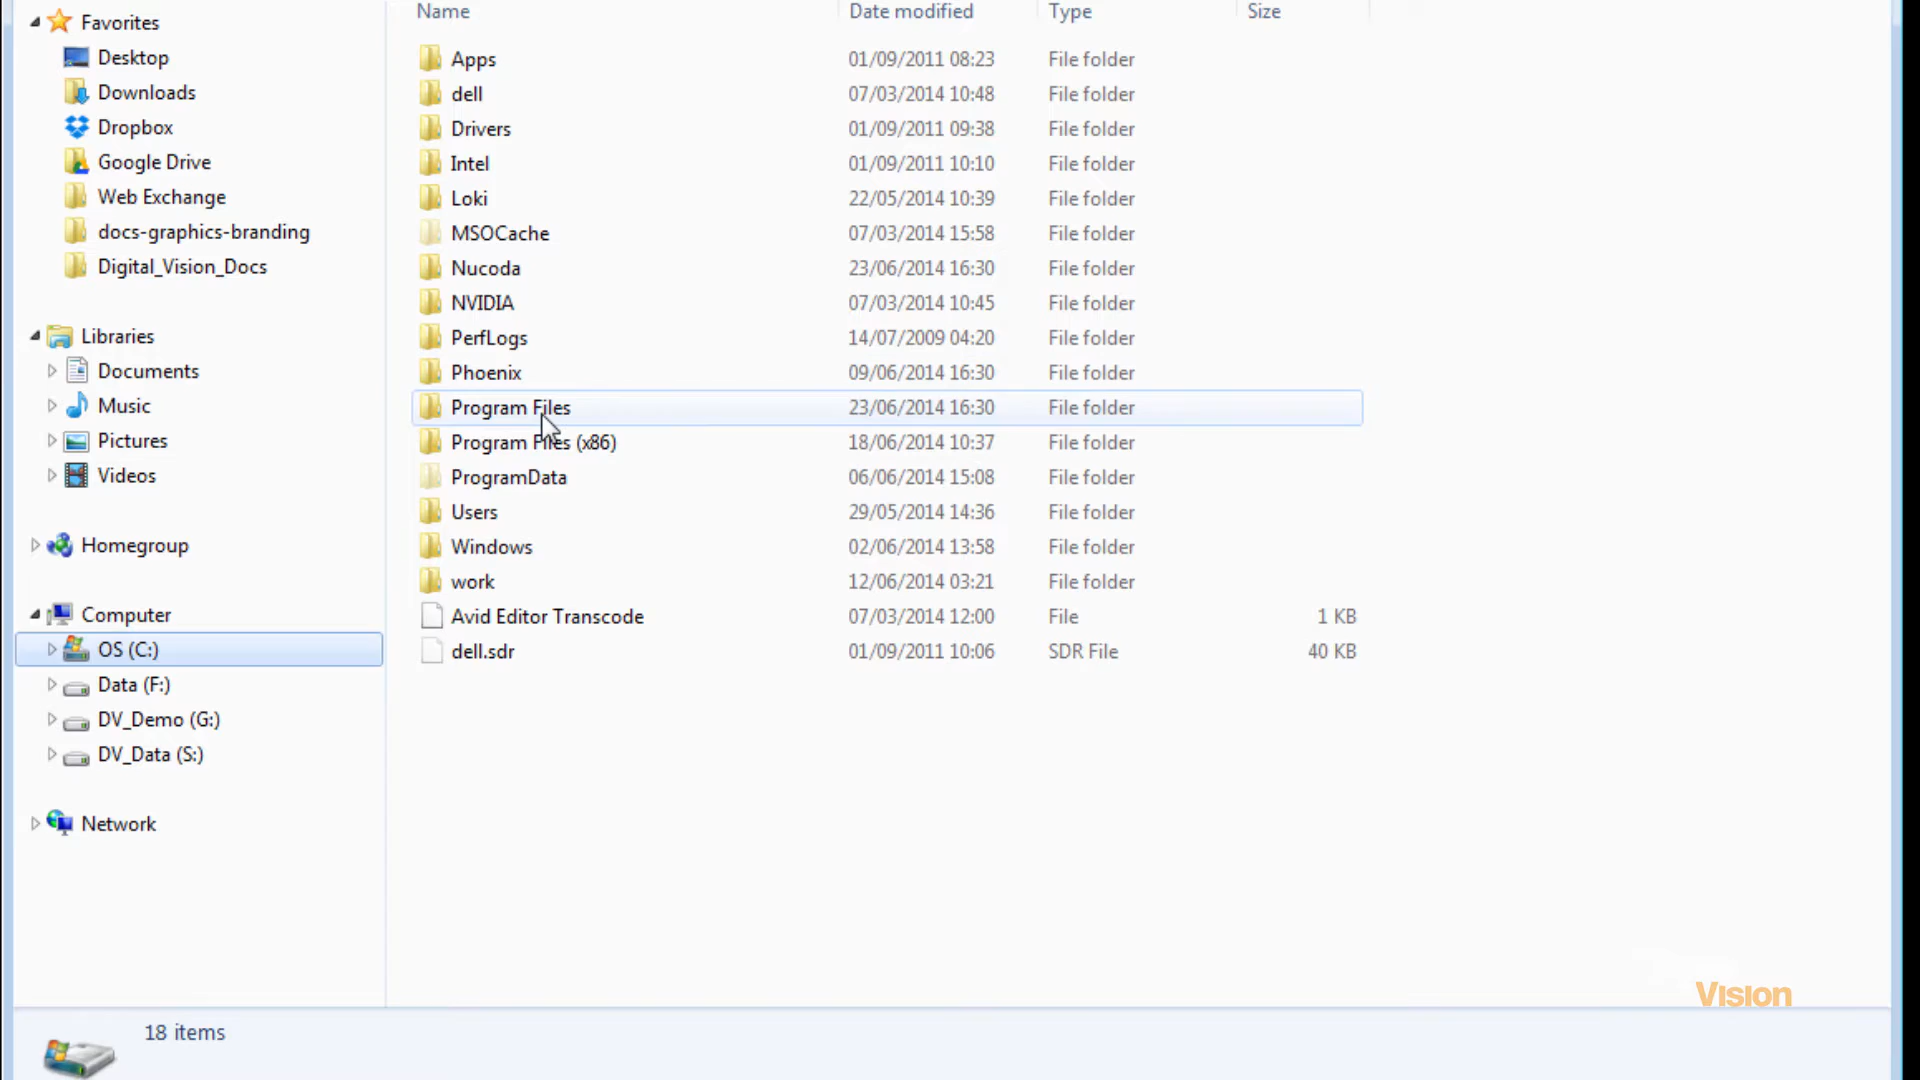 Favorites
Desktop
Downloads
Dropbox
Google Drive
Web Exchange
docs-graphics-branding
Digital_Vision_Docs
Libraries
Documents
Music
Pictures
Videos
Homegroup
Computer
OS (C:)
Data (F:)
DV_Demo (G:)
DV_Data (S:)
Network
Name Date modified Type Size
Apps 01/09/2011 08:23 File folder
dell 07/03/2014 10:48 File folder
Drivers 01/09/2011 09:38 File folder
Intel 01/09/2011 10:10 File folder
Loki 22/05/2014 10:39 File folder
MSOCache 07/03/2014 15:58 File folder
Nucoda 23/06/2014 16:30 File folder
NVIDIA 07/03/2014 10:45 File folder
PerfLogs 14/07/2009 04:20 File folder
Phoenix 09/06/2014 16:30 File folder
Program Files 23/06/2014 16:30 File folder
Program Files (x86) 18/06/2014 10:37 File folder
ProgramData 06/06/2014 15:08 File folder
Users 29/05/2014 14:36 File folder
Windows 02/06/2014 13:58 File folder
work 12/06/2014 03:21 File folder
Avid Editor Transcode 07/03/2014 12:00 File 1 KB
dell.sdr 01/09/2011 10:06 SDR File 40 KB
Vision
18 items